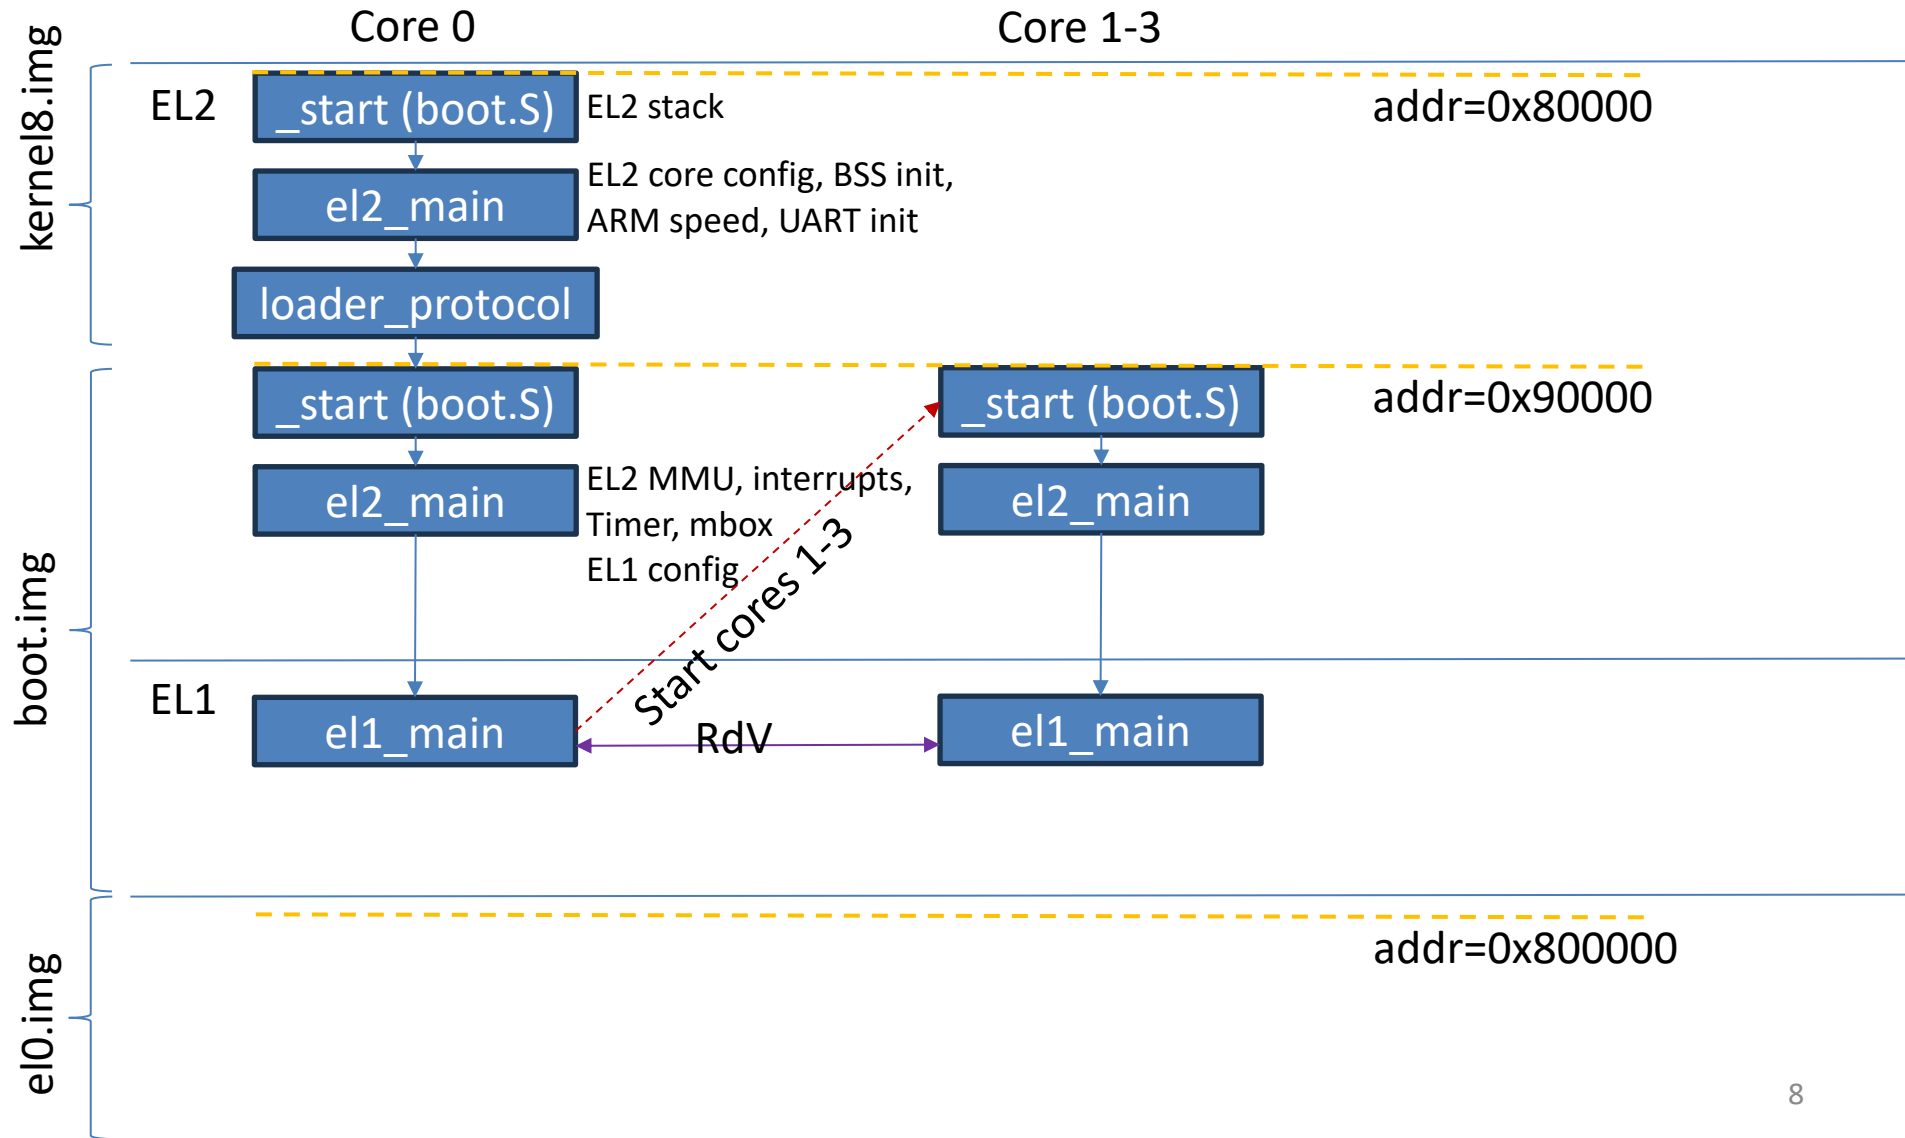 Core 0
Core 1-3
kernel8.img
EL2
_start (boot.S)
EL2 stack
addr=0x80000
el2_main
EL2 core config, BSS init,
ARM speed, UART init
loader_protocol
boot.img
_start (boot.S)
_start (boot.S)
addr=0x90000
el2_main
EL2 MMU, interrupts,
Timer, mbox
EL1 config
el2_main
Start cores 1-3
EL1
el1_main
RdV
el1_main
el0.img
addr=0x800000
8